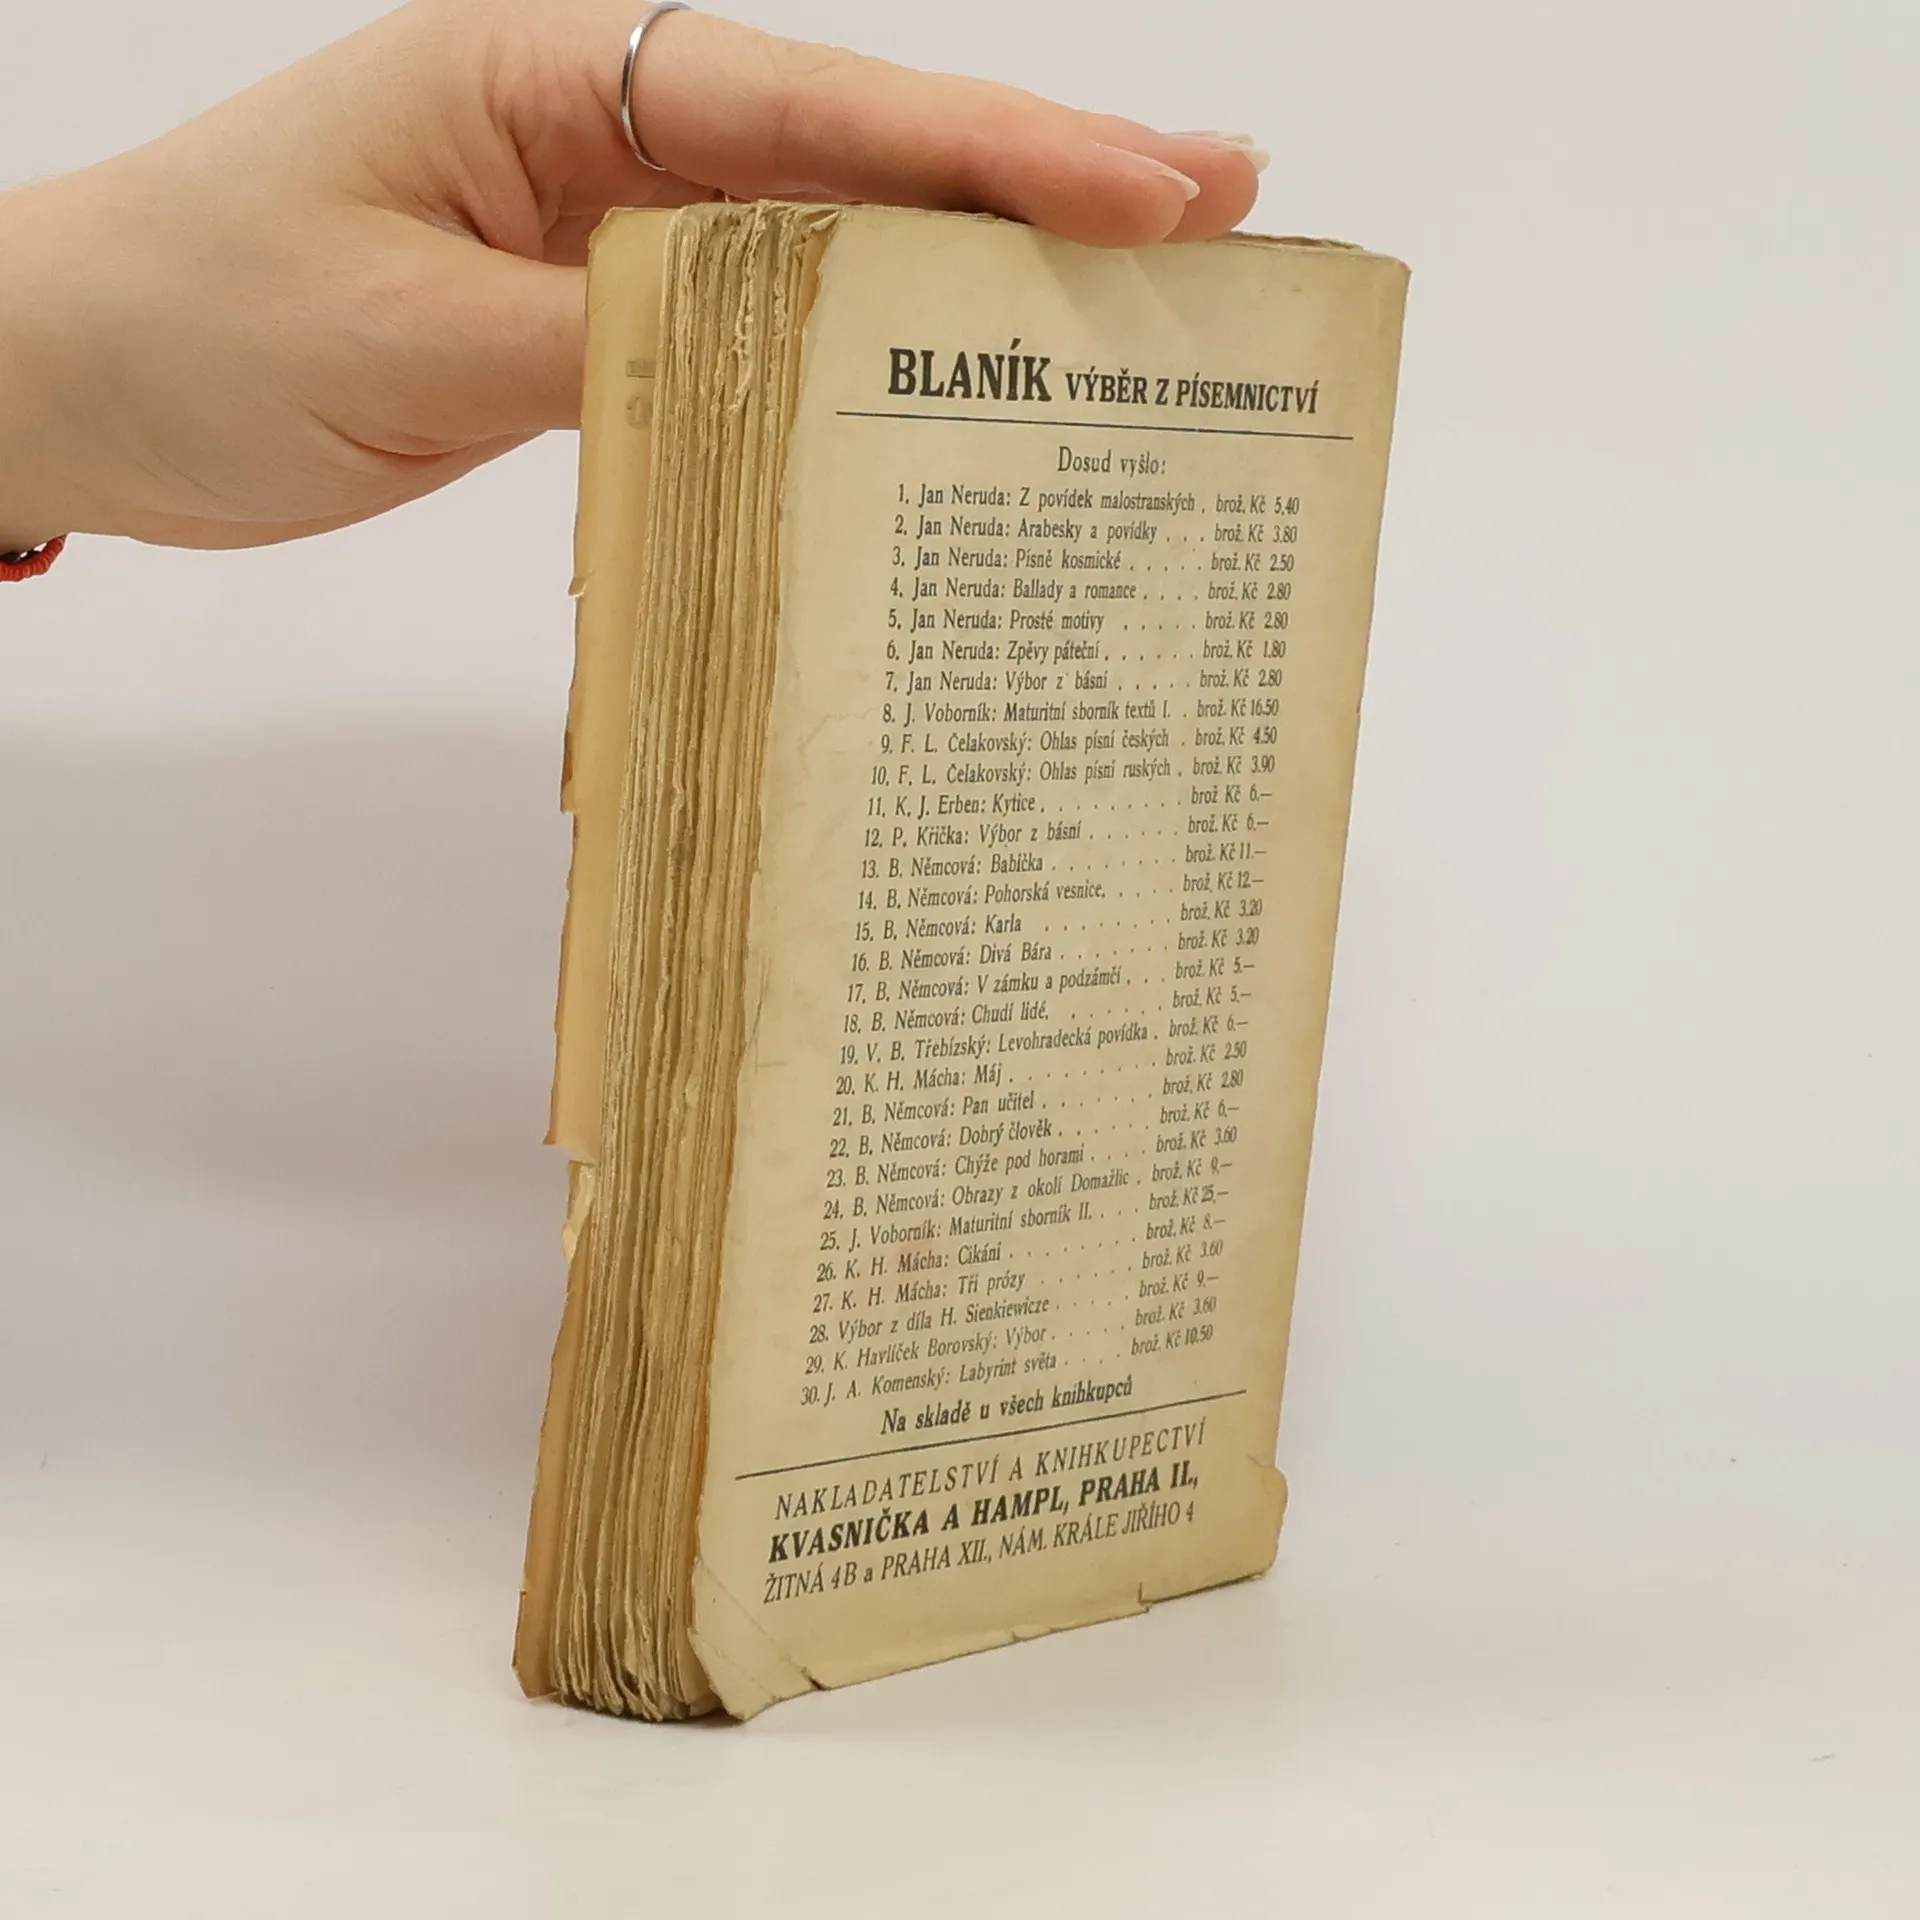 BLANÍK VÝBĚR Z PÍSEMNICTVÍ
Dosud vyšlo:
1. Jan Neruda: Z povídek malostranských . brož. Kč 5.40
2. Jan Neruda: Arabesky a povídky . . . brož. Kč 3.80
3. Jan Neruda: Písně kosmické . . . . . brož. Kč 2.50
4. Jan Neruda: Ballady a romance . . . . brož. Kč 2.80
5. Jan Neruda: Prosté motivy . . . . . brož. Kč 2.80
6. Jan Neruda: Zpěvy páteční . . . . . . brož. Kč 1.80
7. Jan Neruda: Výbor z básní . . . . . brož. Kč 2.80
8. J. Voborník: Maturitní sborník textů I. . brož. Kč 16.50
9. F. L. Čelakovský: Ohlas písní českých . brož. Kč 4.50
10. F. L. Čelakovský: Ohlas písní ruských . brož. Kč 3.90
11. K. J. Erben: Kytice . . . . . . . . . brož Kč 6.—
12. P. Křička: Výbor z básní . . . . . . brož. Kč 6.—
13. B. Němcová: Babička . . . . . . . . brož. Kč 11.—
14. B. Němcová: Pohorská vesnice. . . . . brož. Kč 12.—
15. B. Němcová: Karla . . . . . . . . brož. Kč 3.20
16. B. Němcová: Divá Bára . . . . . . . brož. Kč 3.20
17. B. Němcová: V zámku a podzámčí . . . brož. Kč 5.—
18. B. Němcová: Chudí lidé. . . . . . . brož. Kč 5.—
19. V. B. Třebízský: Levohradecká povídka . brož. Kč 6.—
20. K. H. Mácha: Máj . . . . . . . . . brož. Kč 2.50
21. B. Němcová: Pan učitel . . . . . . . brož. Kč 2.80
22. B. Němcová: Dobrý člověk . . . . . . brož. Kč 6.—
23. B. Němcová: Chýže pod horami . . . . brož. Kč 3.60
24. B. Němcová: Obrazy z okolí Domažlic . brož. Kč 9.—
25. J. Voborník: Maturitní sborník II. . . . brož. Kč 25.—
26. K. H. Mácha: Cikáni . . . . . . . . brož. Kč 8.—
27. K. H. Mácha: Tři prózy . . . . . . brož. Kč 3.60
28. Výbor z díla H. Sienkiewicze . . . . . brož. Kč 9.—
29. K. Havlíček Borovský: Výbor . . . . . brož. Kč 3.60
30. J. A. Komenský: Labyrint světa . . . . brož. Kč 10.50
Na skladě u všech knihkupců
NAKLADATELSTVÍ A KNIHKUPECTVÍ
KVASNIČKA A HAMPL, PRAHA II.,
ŽITNÁ 4B a PRAHA XII., NÁM. KRÁLE JIŘÍHO 4